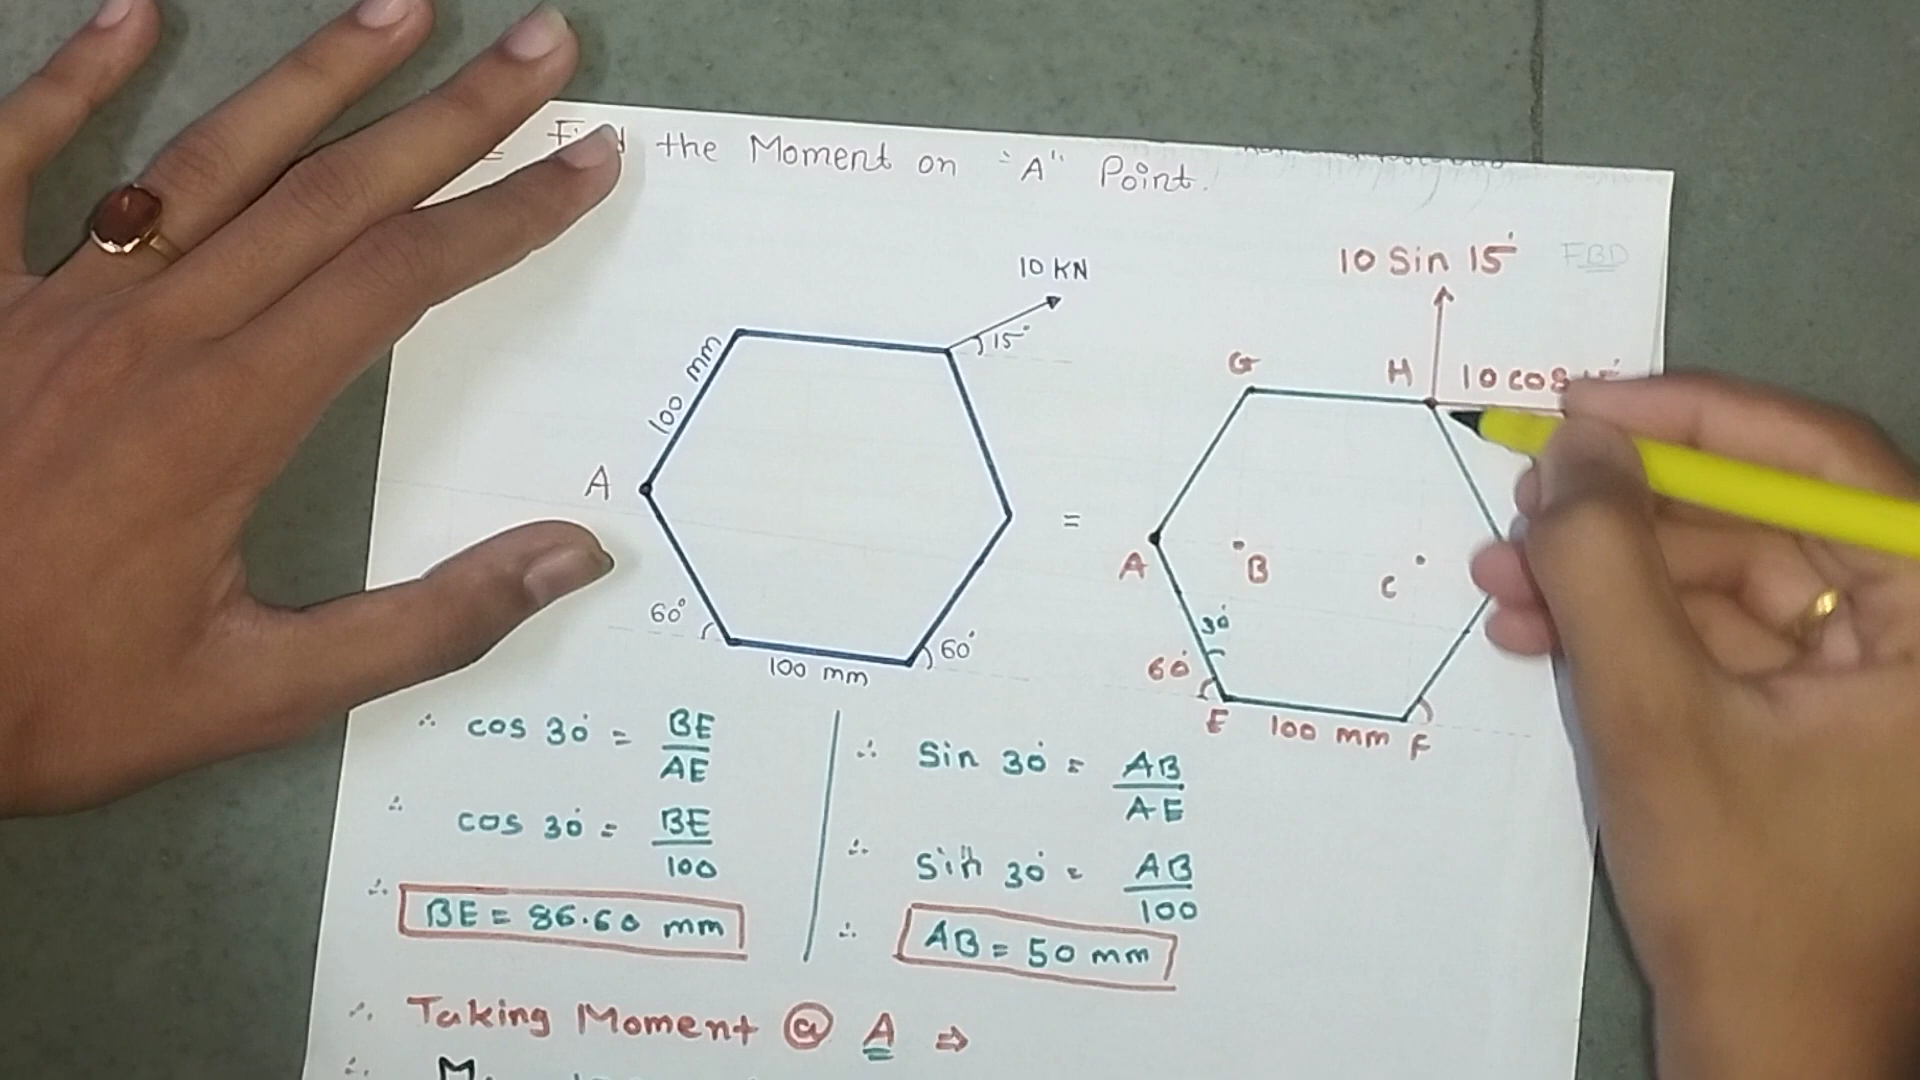 the Moment on "A" Point.
10 KN
15°
100 mm
A
60°
60°
100 mm
=
FBD
10 Sin 15°
G
H
10 cos
A
B
C
30°
60°
E
100 mm
F
∴ cos 30° = BE / AE
∴ cos 30° = BE / 100
∴ BE = 86.60 mm
∴ Sin 30° = AB / AE
∴ Sin 30° = AB / 100
∴ AB = 50 mm
∴ Taking Moment @ A ⇒